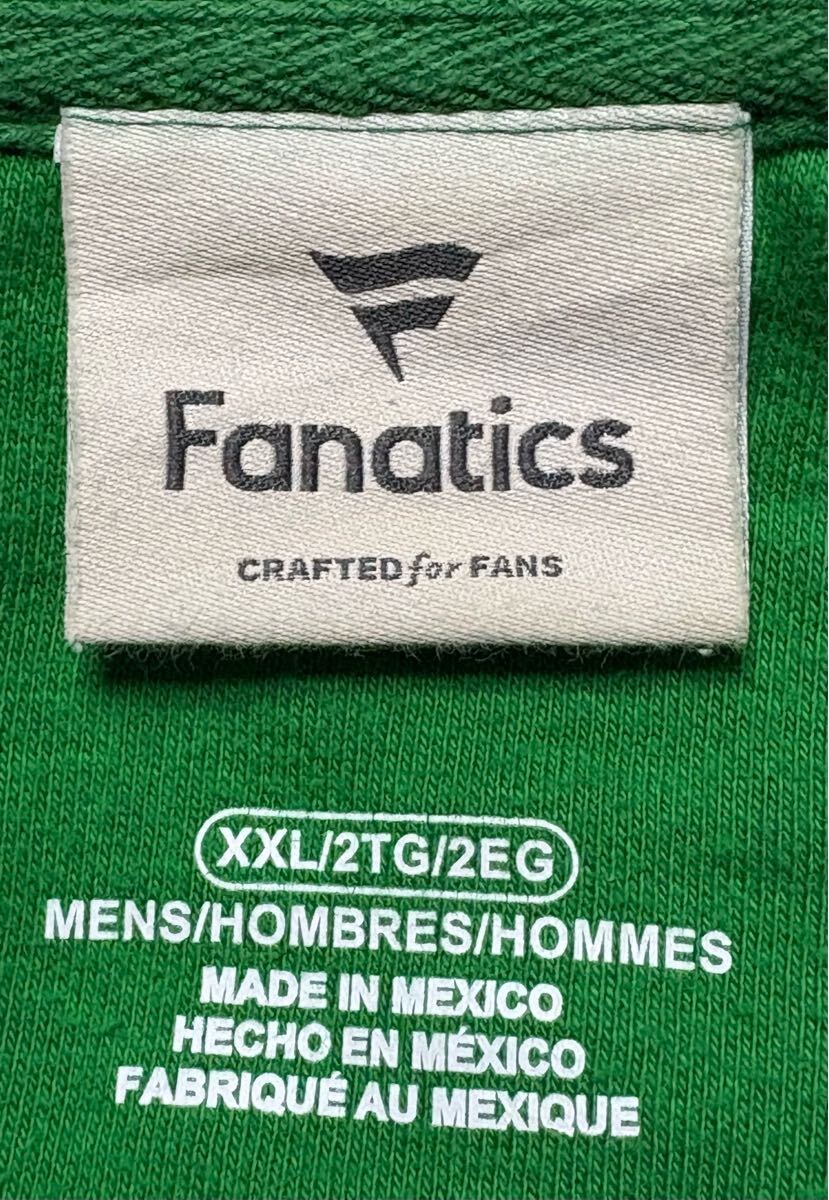 Fanatics
CRAFTED for FANS
XXL/2TG/2EG
MENS/HOMBRES/HOMMES
MADE IN MEXICO
HECHO EN MÉXICO
FABRIQUÉ AU MEXIQUE